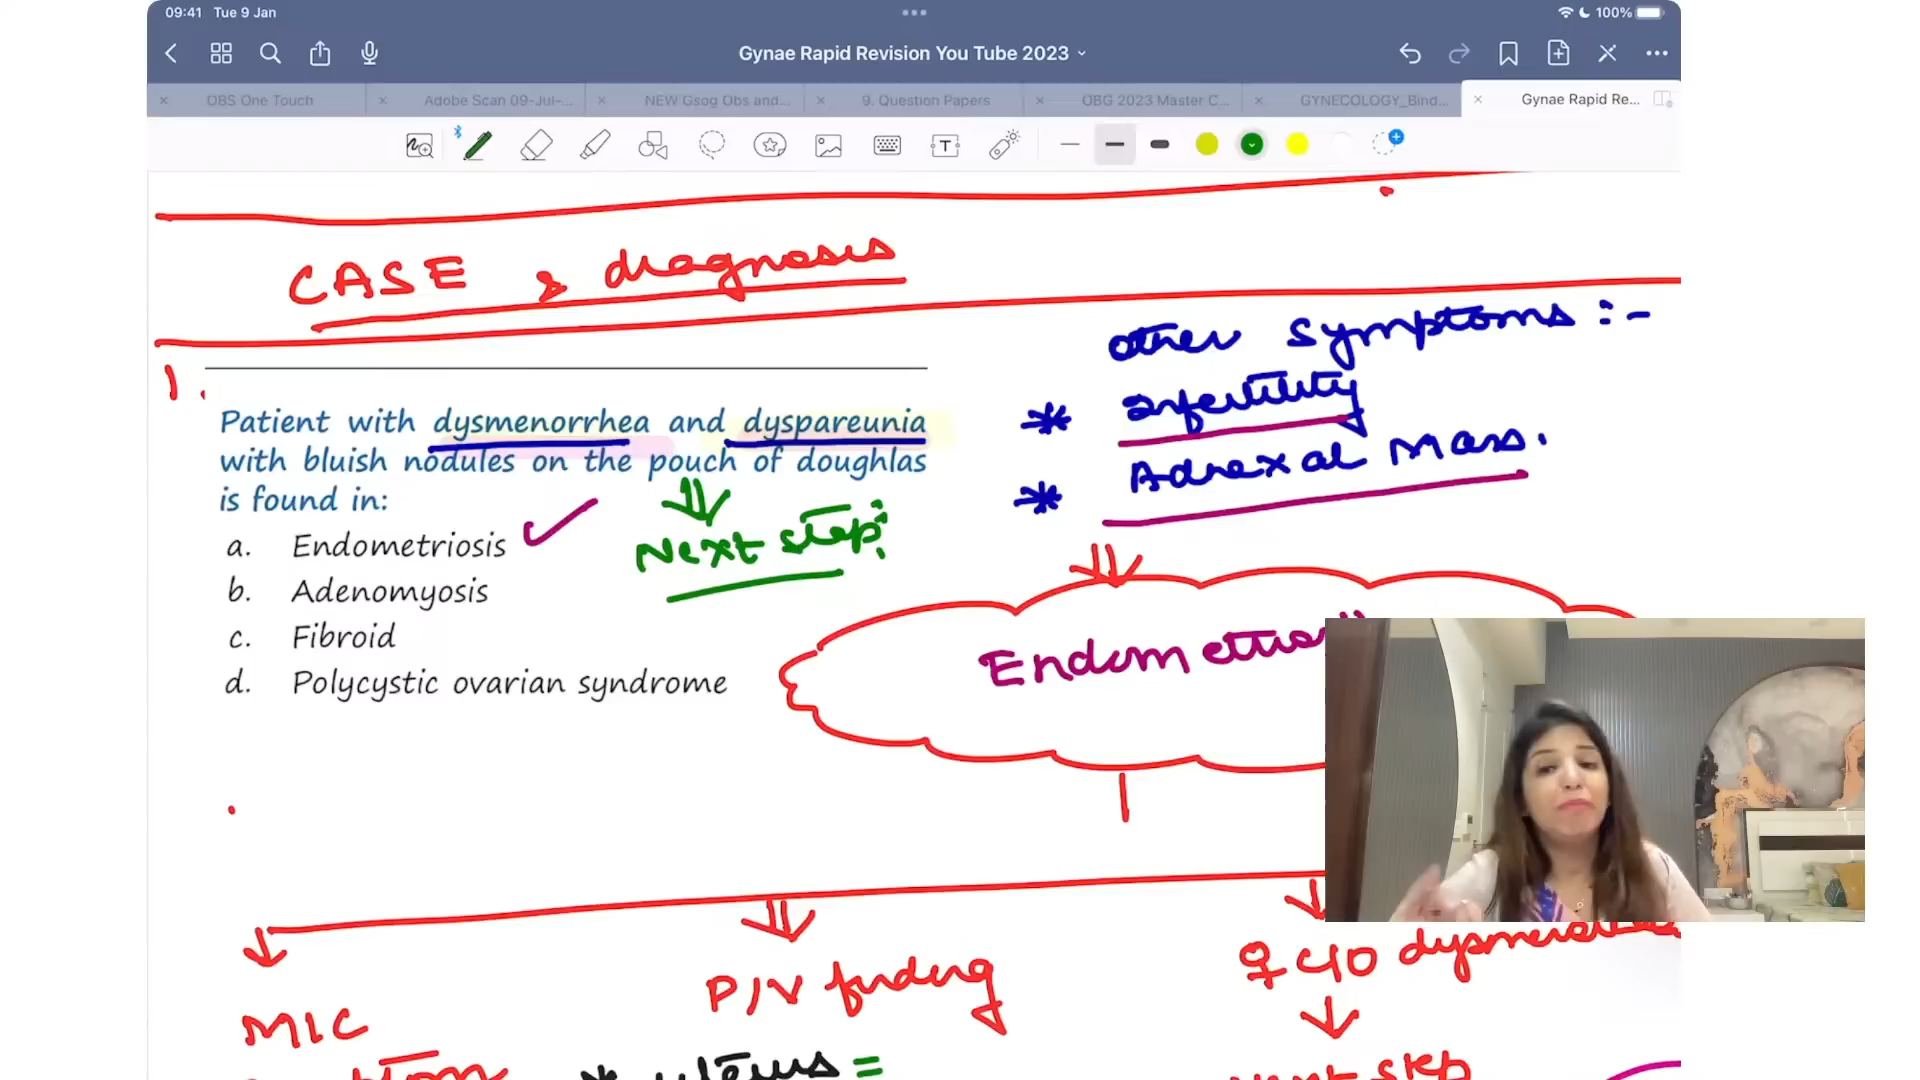 09:41 Tue 9 Jan
100%
Gynae Rapid Revision You Tube 2023
OBS One Touch
Adobe Scan 09-Jul-...
NEW Gsog Obs and...
9. Question Papers
OBG 2023 Master C...
GYNECOLOGY_Bind...
Gynae Rapid Re...
CASE & diagnosis
1.
Patient with dysmenorrhea and dyspareunia
with bluish nodules on the pouch of doughlas
is found in:
a. Endometriosis
b. Adenomyosis
c. Fibroid
d. Polycystic ovarian syndrome
Next step:
other symptoms :-
* Infertility
* Adnexal Mass.
P/V finding
MIC
* uterus =
♀ C/O
Next step